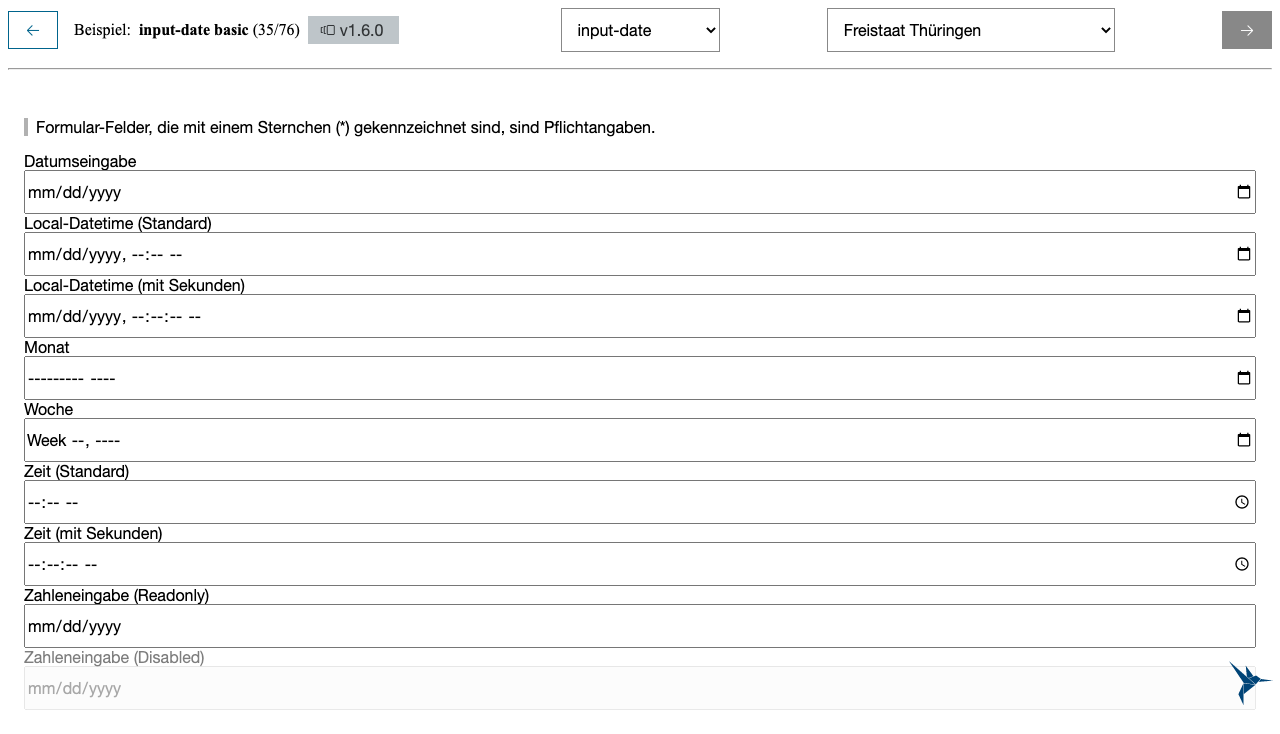 ← Beispiel: input-date basic (35/76) v1.6.0 input-date Freistaat Thüringen →
Formular-Felder, die mit einem Sternchen (*) gekennzeichnet sind, sind Pflichtangaben.
Datumseingabe
mm/dd/yyyy
Local-Datetime (Standard)
mm/dd/yyyy, --:-- --
Local-Datetime (mit Sekunden)
mm/dd/yyyy, --:--:-- --
Monat
--------- ----
Woche
Week --, ----
Zeit (Standard)
--:-- --
Zeit (mit Sekunden)
--:--:-- --
Zahleneingabe (Readonly)
mm/dd/yyyy
Zahleneingabe (Disabled)
mm/dd/yyyy